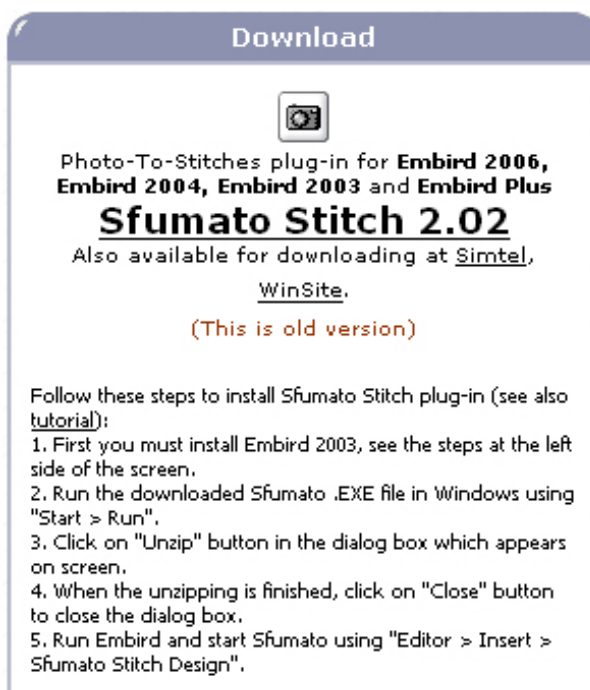 Download
Photo-To-Stitches plug-in for Embird 2006,
Embird 2004, Embird 2003 and Embird Plus
Sfumato Stitch 2.02
Also available for downloading at Simtel,
WinSite.
(This is old version)
Follow these steps to install Sfumato Stitch plug-in (see also
tutorial):
1. First you must install Embird 2003, see the steps at the left
side of the screen.
2. Run the downloaded Sfumato .EXE file in Windows using
"Start > Run".
3. Click on "Unzip" button in the dialog box which appears
on screen.
4. When the unzipping is finished, click on "Close" button
to close the dialog box.
5. Run Embird and start Sfumato using "Editor > Insert >
Sfumato Stitch Design".